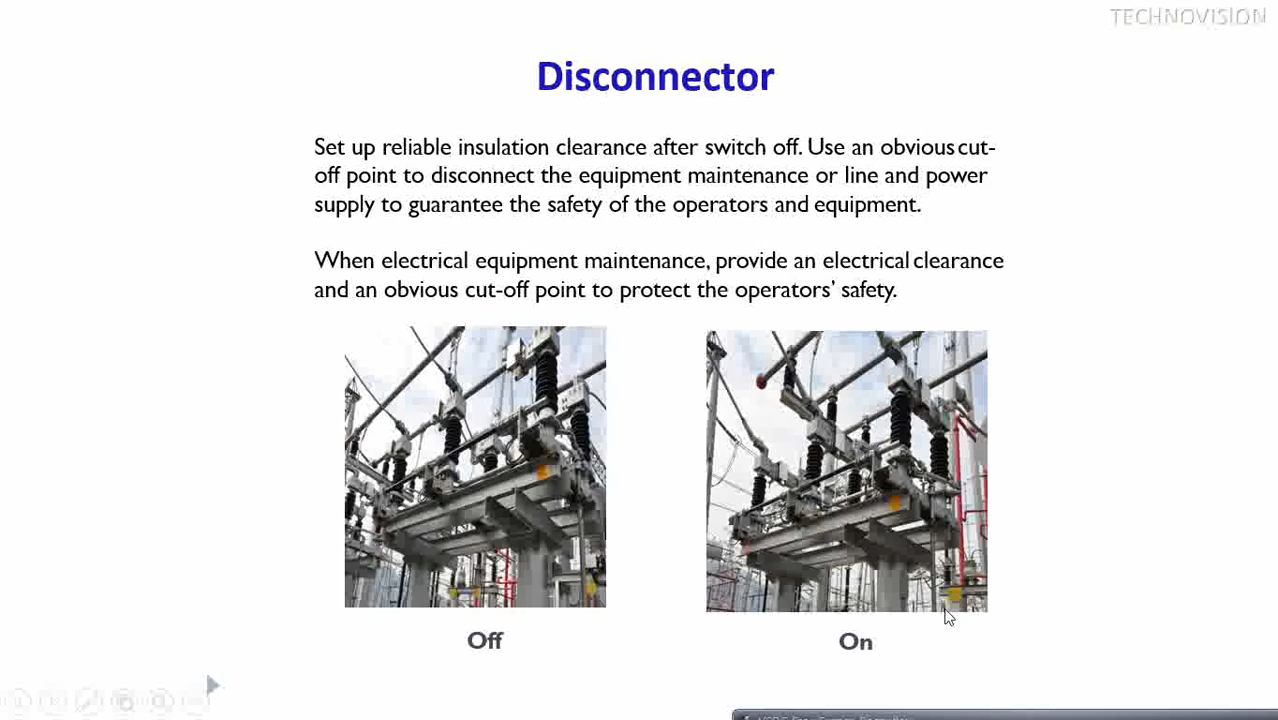 TECHNOVISION
Disconnector
Set up reliable insulation clearance after switch off. Use an obvious cut-
off point to disconnect the equipment maintenance or line and power
supply to guarantee the safety of the operators and equipment.
When electrical equipment maintenance, provide an electrical clearance
and an obvious cut-off point to protect the operators’ safety.
Off
On